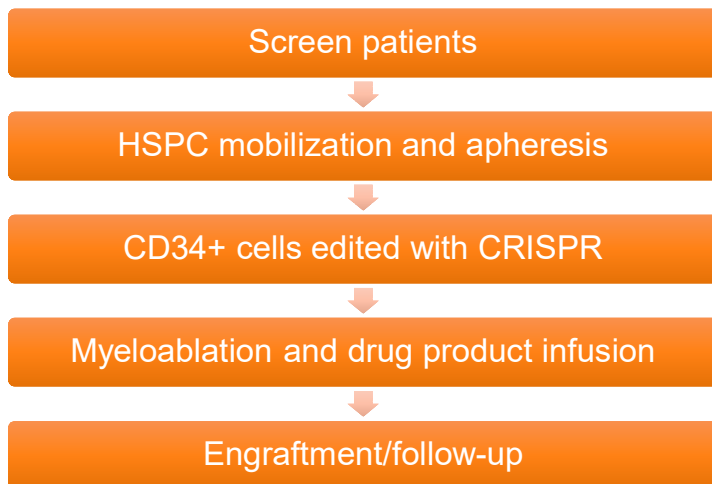 Screen patients
HSPC mobilization and apheresis
CD34+ cells edited with CRISPR
Myeloablation and drug product infusion
Engraftment/follow-up